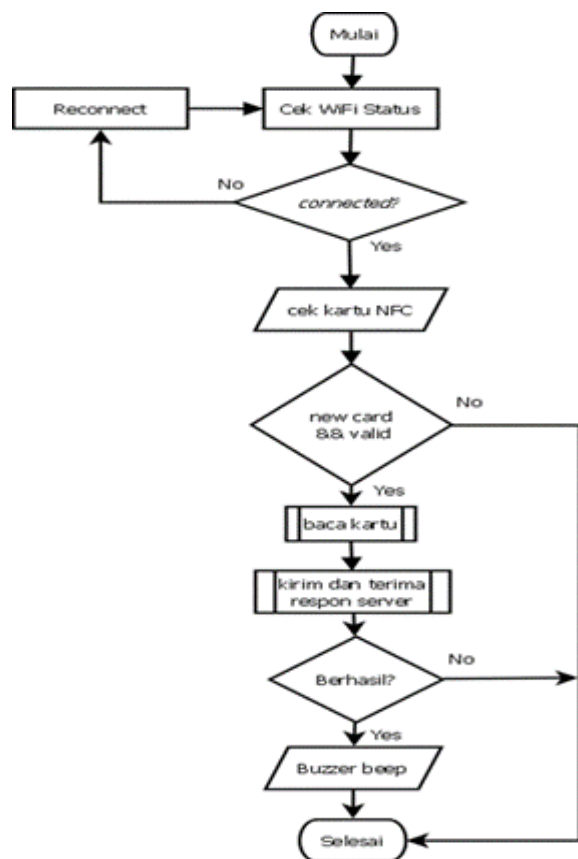 Mulai
Reconnect
Cek WiFi Status
No
connected?
Yes
cek kartu NFC
No
new card
&& valid
Yes
baca kartu
kirim dan terima
respon server
No
Berhasil?
Yes
Buzzer beep
Selesai